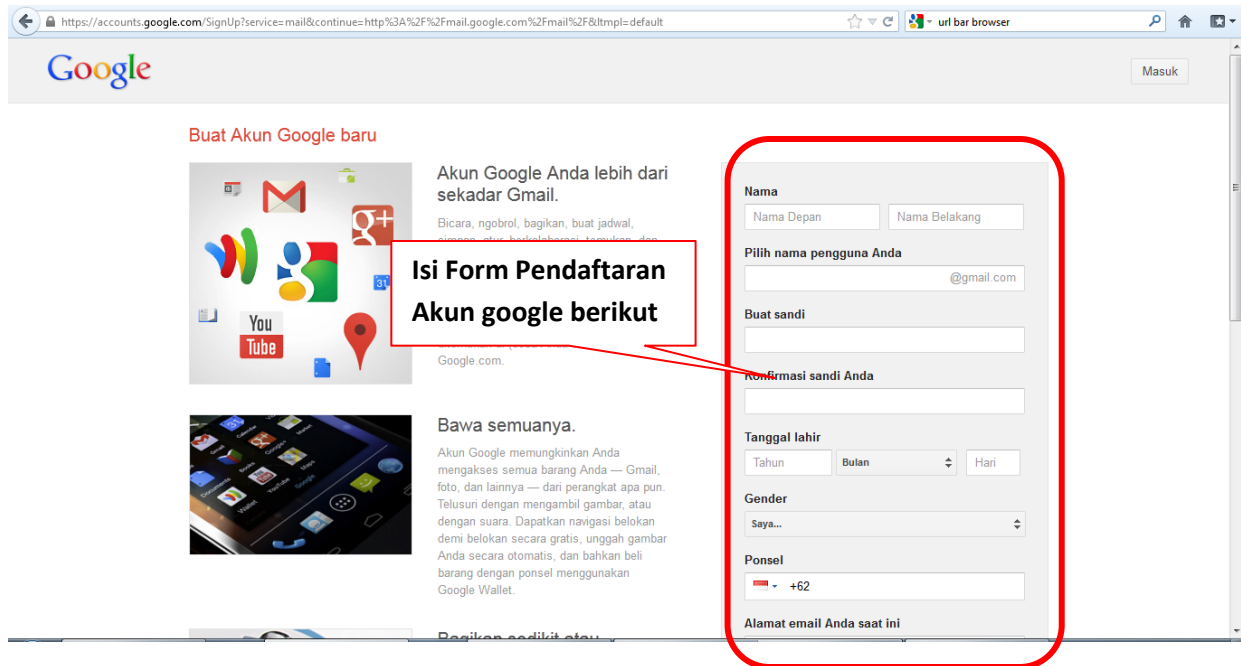 https://accounts.google.com/SignUp?service=mail&continue=http%3A%2F%2Fmail.google.com%2Fmail%2F&ltmpl=default
url bar browser
Google
Masuk
Buat Akun Google baru
Akun Google Anda lebih dari
sekadar Gmail.
Bicara, ngobrol, bagikan, buat jadwal,
Google.com.
You
Tube
31
Isi Form Pendaftaran
Akun google berikut
Bawa semuanya.
Akun Google memungkinkan Anda
mengakses semua barang Anda — Gmail,
foto, dan lainnya — dari perangkat apa pun.
Telusuri dengan mengambil gambar, atau
dengan suara. Dapatkan navigasi belokan
demi belokan secara gratis, unggah gambar
Anda secara otomatis, dan bahkan beli
barang dengan ponsel menggunakan
Google Wallet.
Bagikan sedikit atau
Nama
Nama Depan
Nama Belakang
Pilih nama pengguna Anda
@gmail.com
Buat sandi
Konfirmasi sandi Anda
Tanggal lahir
Tahun
Bulan
Hari
Gender
Saya...
Ponsel
+62
Alamat email Anda saat ini